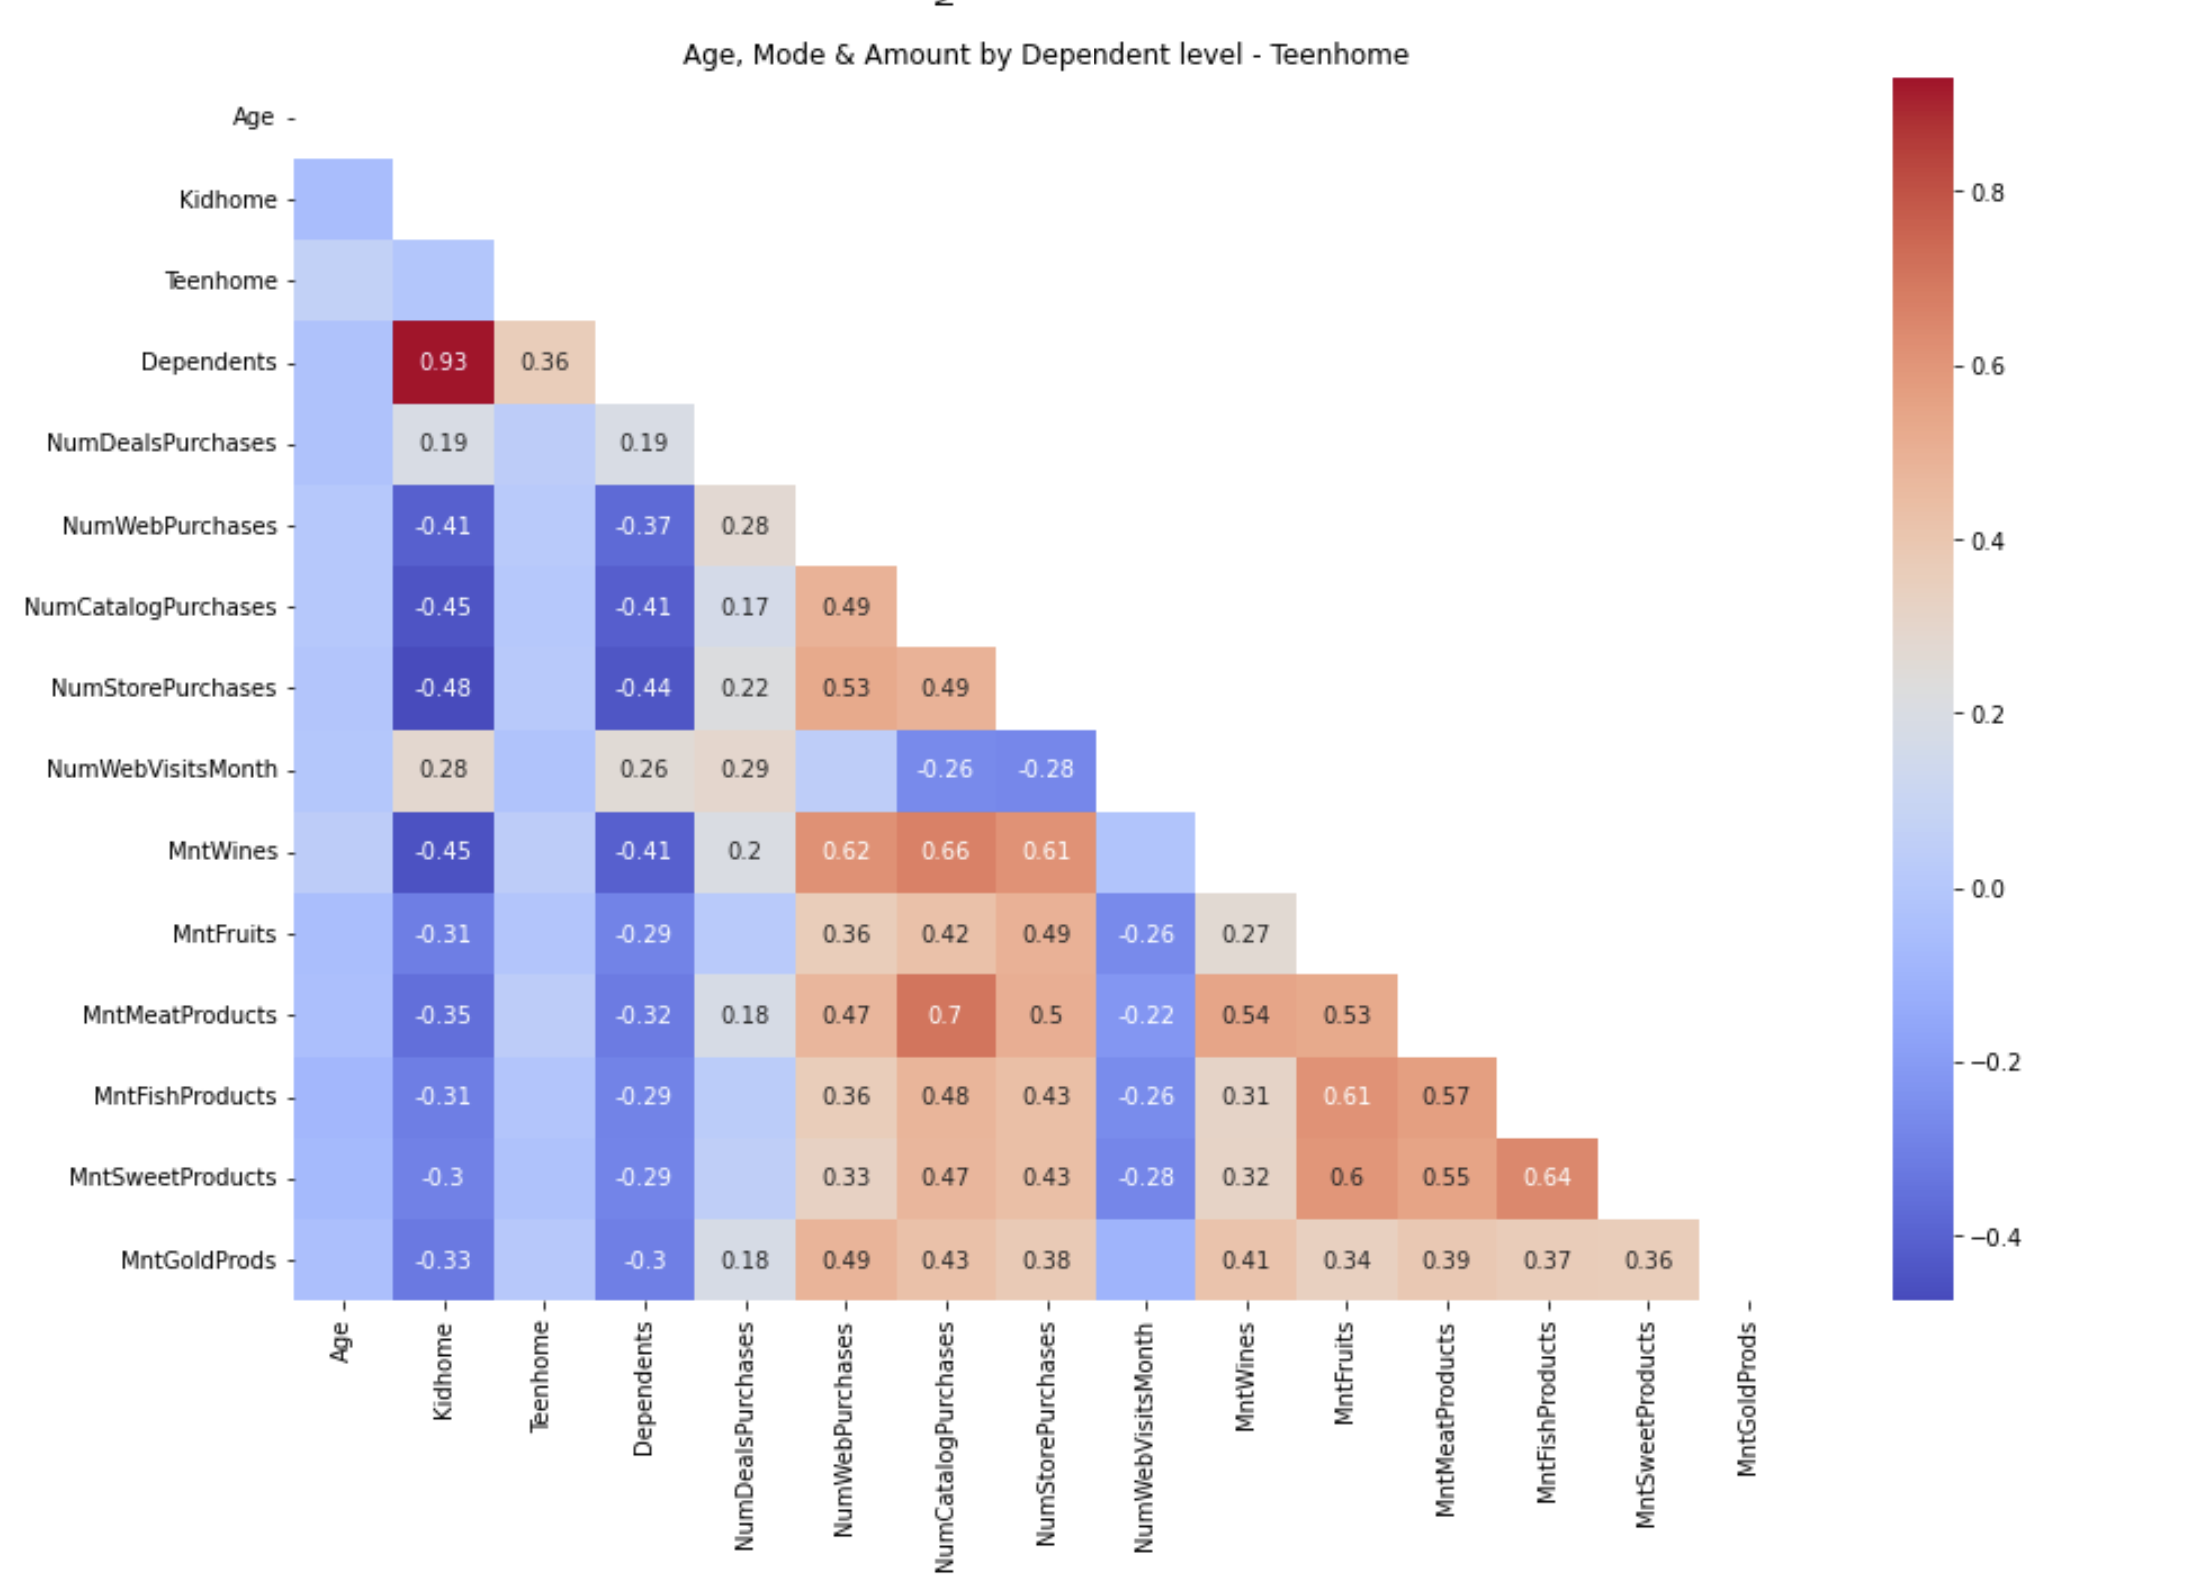 Age, Mode & Amount by Dependent level - Teenhome
Age
Kidhome
Teenhome
Dependents 0.93 0.36
NumDealsPurchases 0.19 0.19
NumWebPurchases -0.41 -0.37 0.28
NumCatalogPurchases -0.45 -0.41 0.17 0.49
NumStorePurchases -0.48 -0.44 0.22 0.53 0.49
NumWebVisitsMonth 0.28 0.26 0.29 -0.26 -0.28
MntWines -0.45 -0.41 0.2 0.62 0.66 0.61
MntFruits -0.31 -0.29 0.36 0.42 0.49 -0.26 0.27
MntMeatProducts -0.35 -0.32 0.18 0.47 0.7 0.5 -0.22 0.54 0.53
MntFishProducts -0.31 -0.29 0.36 0.48 0.43 -0.26 0.31 0.61 0.57
MntSweetProducts -0.3 -0.29 0.33 0.47 0.43 -0.28 0.32 0.6 0.55 0.64
MntGoldProds -0.33 -0.3 0.18 0.49 0.43 0.38 0.41 0.34 0.39 0.37 0.36
Age
Kidhome
Teenhome
Dependents
NumDealsPurchases
NumWebPurchases
NumCatalogPurchases
NumStorePurchases
NumWebVisitsMonth
MntWines
MntFruits
MntMeatProducts
MntFishProducts
MntSweetProducts
MntGoldProds
0.8
0.6
0.4
0.2
0.0
−0.2
−0.4